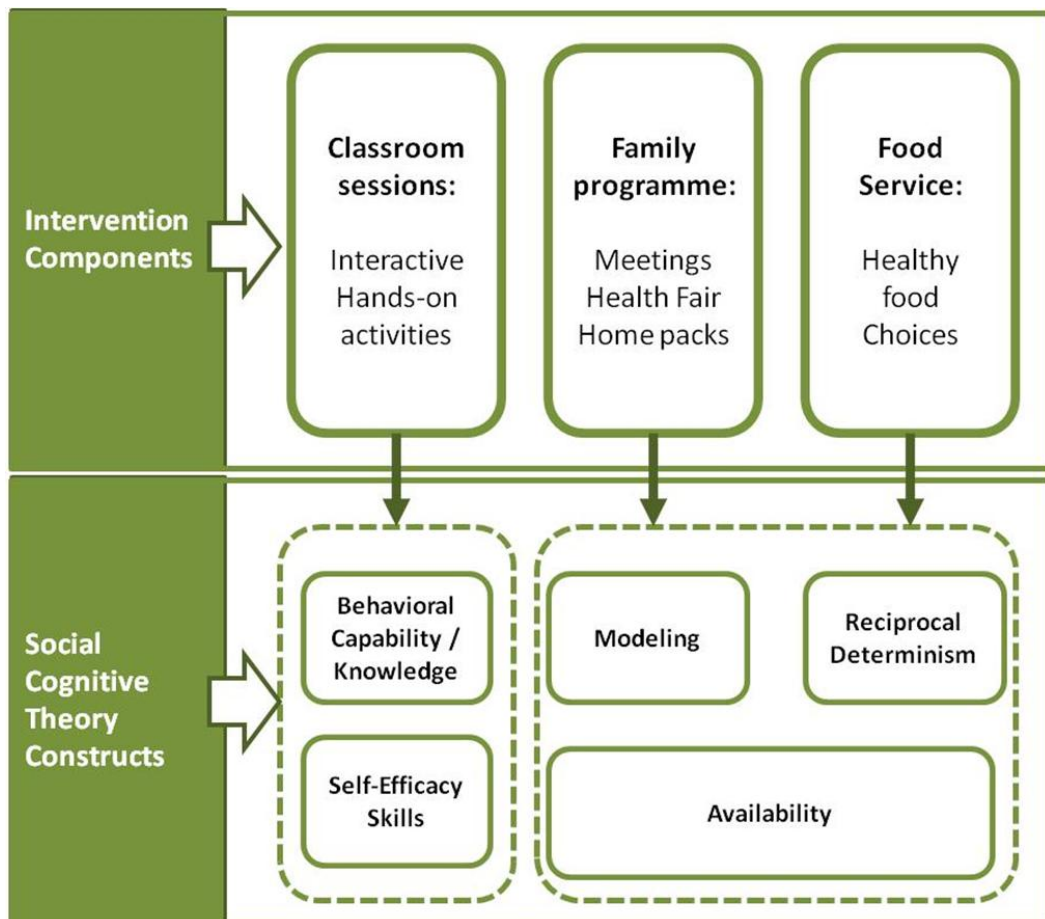 Intervention
Components
Classroom
sessions:
Interactive
Hands-on
activities
Family
programme:
Meetings
Health Fair
Home packs
Food
Service:
Healthy
food
Choices
Social
Cognitive
Theory
Constructs
Behavioral
Capability /
Knowledge
Self-Efficacy
Skills
Modeling
Reciprocal
Determinism
Availability